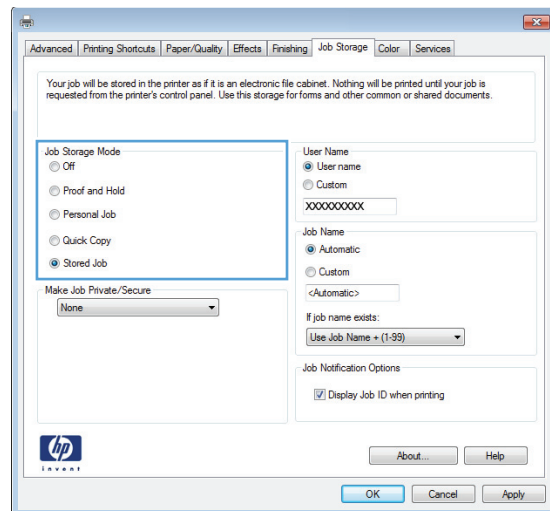 Advanced Printing Shortcuts Paper/Quality Effects Finishing Job Storage Color Services
Your job will be stored in the printer as if it is an electronic file cabinet. Nothing will be printed until your job is
requested from the printer's control panel. Use this storage for forms and other common or shared documents.
Job Storage Mode
Off
Proof and Hold
Personal Job
Quick Copy
Stored Job
Make Job Private/Secure
None
User Name
User name
Custom
XXXXXXXXX
Job Name
Automatic
Custom
<Automatic>
If job name exists:
Use Job Name + (1-99)
Job Notification Options
Display Job ID when printing
hp
invent
About... Help
OK Cancel Apply